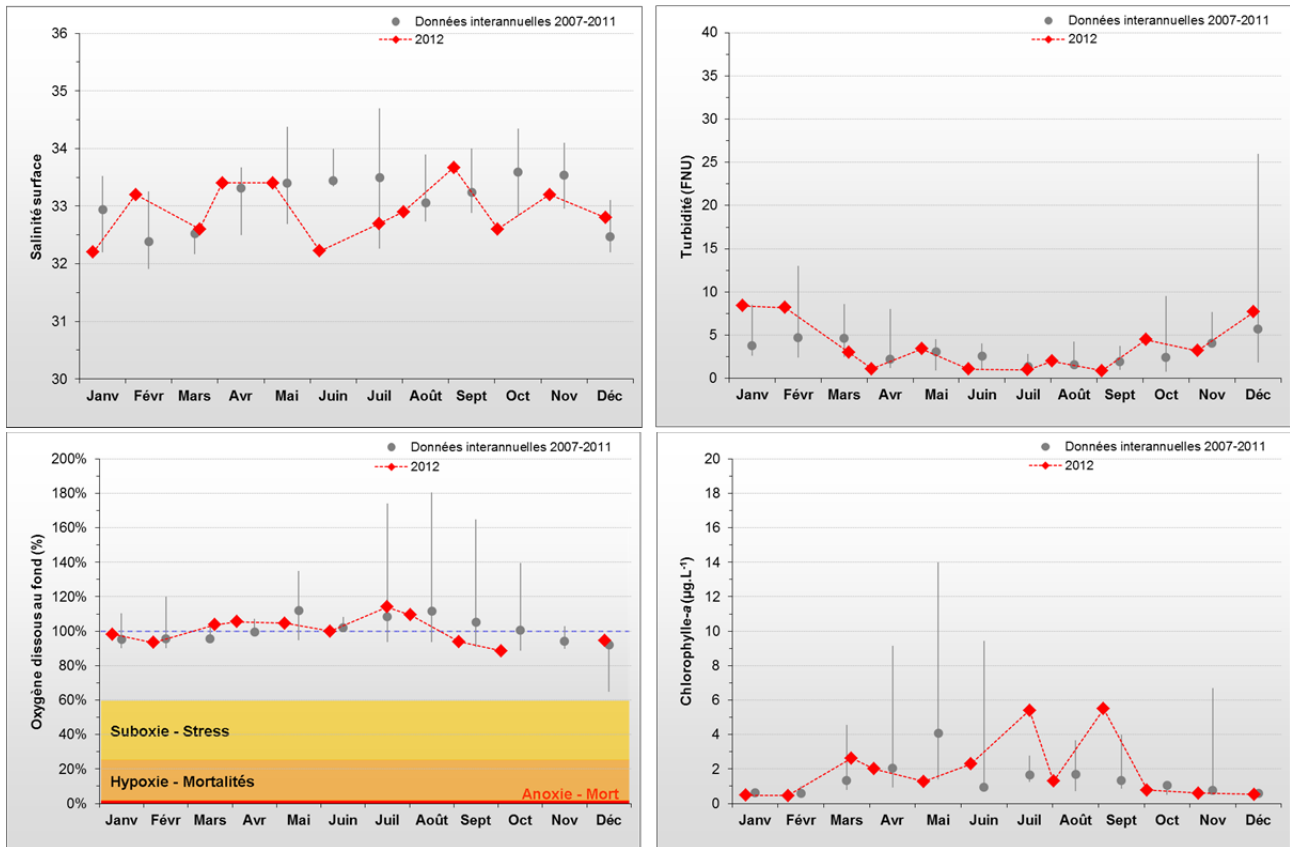 Données interannuelles 2007-2011
2012
Salinité surface
36
35
34
33
32
31
30
Janv Févr Mars Avr Mai Juin Juil Août Sept Oct Nov Déc
Données interannuelles 2007-2011
2012
Turbidité (FNU)
40
35
30
25
20
15
10
5
0
Janv Févr Mars Avr Mai Juin Juil Août Sept Oct Nov Déc
Données interannuelles 2007-2011
2012
Oxygène dissous au fond (%)
200%
180%
160%
140%
120%
100%
80%
60%
40%
20%
0%
Suboxie - Stress
Hypoxie - Mortalités
Anoxie - Mort
Janv Févr Mars Avr Mai Juin Juil Août Sept Oct Nov Déc
Données interannuelles 2007-2011
2012
Chlorophylle-a (µg.L⁻¹)
20
18
16
14
12
10
8
6
4
2
0
Janv Févr Mars Avr Mai Juin Juil Août Sept Oct Nov Déc